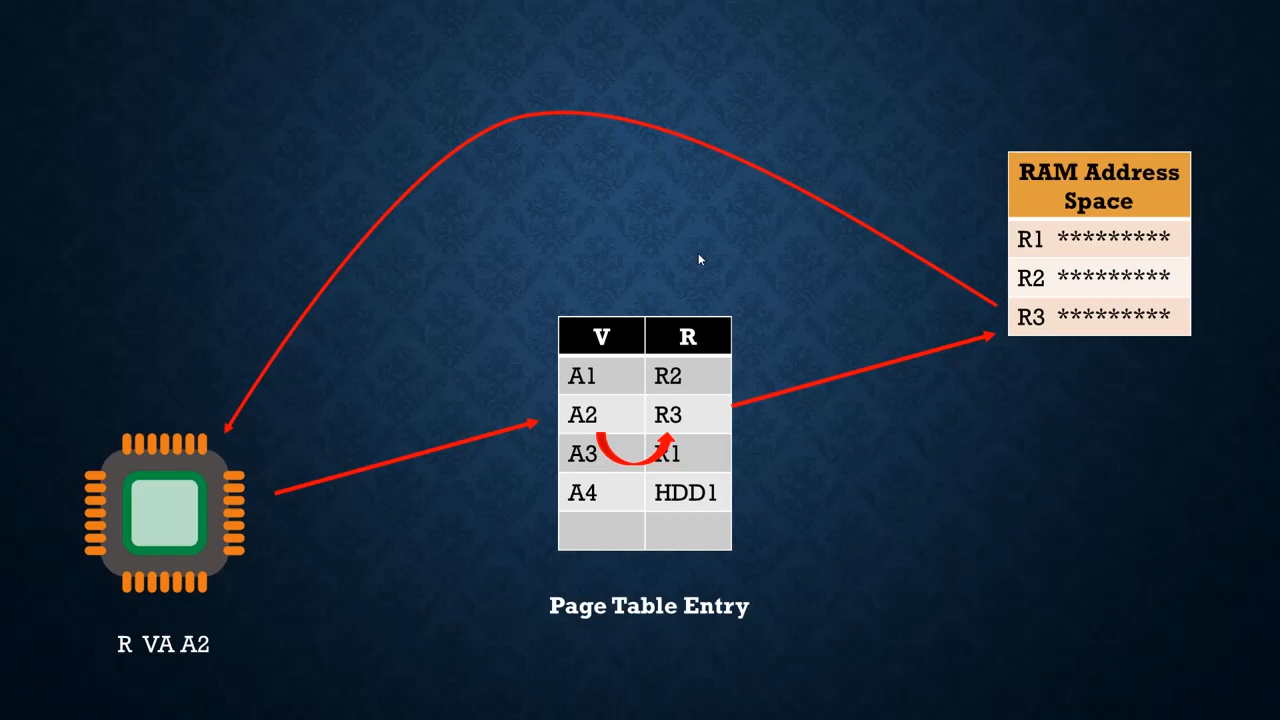 RAM Address
Space
R1 *********
R2 *********
R3 *********
V R
A1 R2
A2 R3
A3 R1
A4 HDD1
Page Table Entry
R VA A2